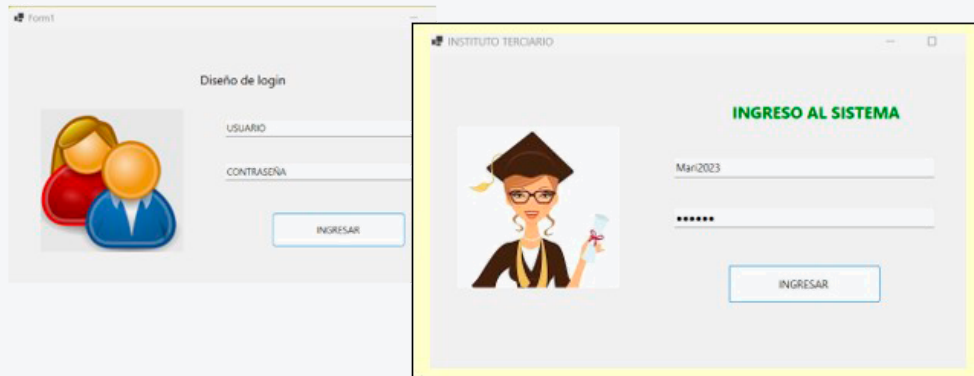 Form1
Diseño de login
USUARIO
CONTRASEÑA
INGRESAR
INSTITUTO TERCIARIO
INGRESO AL SISTEMA
Mari2023
••••••
INGRESAR